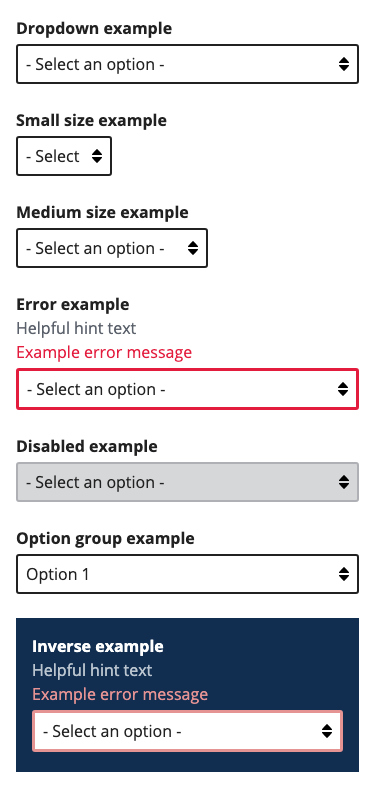 Dropdown example
- Select an option -
Small size example
- Select
Medium size example
- Select an option -
Error example
Helpful hint text
Example error message
- Select an option -
Disabled example
- Select an option -
Option group example
Option 1
Inverse example
Helpful hint text
Example error message
- Select an option -